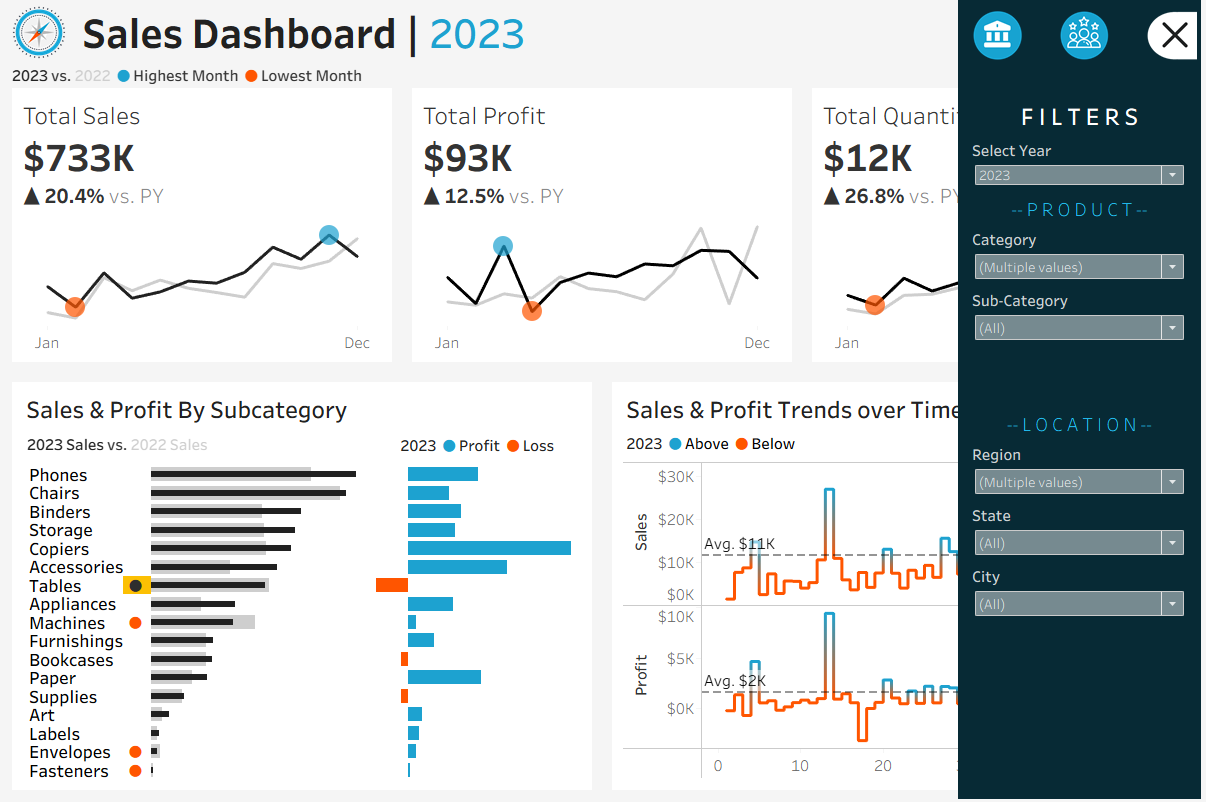 Sales Dashboard | 2023
2023 vs. 2022 Highest Month Lowest Month
Total Sales
$733K
▲ 20.4% vs. PY
Jan Dec
Total Profit
$93K
▲ 12.5% vs. PY
Jan Dec
Total Quanti
$12K
▲ 26.8% vs. PY
Jan
Sales & Profit By Subcategory
2023 Sales vs. 2022 Sales
2023 Profit Loss
Phones
Chairs
Binders
Storage
Copiers
Accessories
Tables
Appliances
Machines
Furnishings
Bookcases
Paper
Supplies
Art
Labels
Envelopes
Fasteners
Sales & Profit Trends over Time
2023 Above Below
Sales
$30K
$20K
Avg. $11K
$10K
$0K
Profit
$10K
$5K
Avg. $2K
$0K
0 10 20
FILTERS
Select Year
2023
--PRODUCT--
Category
(Multiple values)
Sub-Category
(All)
--LOCATION--
Region
(Multiple values)
State
(All)
City
(All)